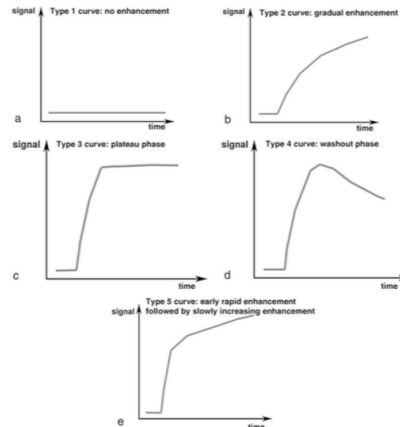 signal Type 1 curve: no enhancement
time
a
signal Type 2 curve: gradual enhancement
time
b
signal Type 3 curve: plateau phase
time
c
signal Type 4 curve: washout phase
time
d
Type 5 curve: early rapid enhancement
signal followed by slowly increasing enhancement
time
e